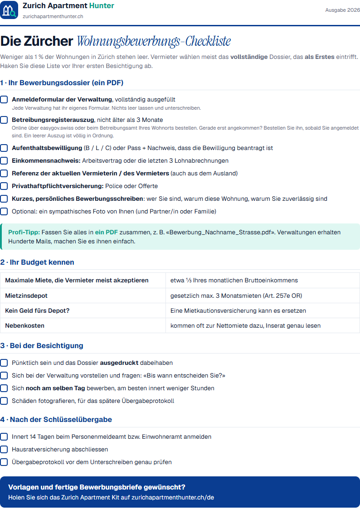 Zurich Apartment Hunter
zurichapartmenthunter.ch
Ausgabe 2026
Die Zürcher Wohnungsbewerbungs-Checkliste
Weniger als 1 % der Wohnungen in Zürich stehen leer. Vermieter wählen meist das vollständige Dossier, das als Erstes eintrifft.
Haken Sie diese Liste vor Ihrer ersten Besichtigung ab.
1 · Ihr Bewerbungsdossier (ein PDF)
Anmeldeformular der Verwaltung, vollständig ausgefüllt
Jede Verwaltung hat ihr eigenes Formular. Nichts leer lassen und unterschreiben.
Betreibungsregisterauszug, nicht älter als 3 Monate
Online über easygov.swiss oder beim Betreibungsamt Ihres Wohnorts bestellen. Gerade erst angekommen? Bestellen Sie ihn, sobald Sie angemeldet
sind. Ein leerer Auszug ist völlig in Ordnung.
Aufenthaltsbewilligung (B / L / C) oder Pass + Nachweis, dass die Bewilligung beantragt ist
Einkommensnachweis: Arbeitsvertrag oder die letzten 3 Lohnabrechnungen
Referenz der aktuellen Vermieterin / des Vermieters (auch aus dem Ausland)
Privathaftpflichtversicherung: Police oder Offerte
Kurzes, persönliches Bewerbungsschreiben: wer Sie sind, warum diese Wohnung, warum Sie zuverlässig sind
Optional: ein sympathisches Foto von Ihnen (und Partner/in oder Familie)
Profi-Tipp: Fassen Sie alles in ein PDF zusammen, z. B. «Bewerbung_Nachname_Strasse.pdf». Verwaltungen erhalten
Hunderte Mails, machen Sie es ihnen einfach.
2 · Ihr Budget kennen
Maximale Miete, die Vermieter meist akzeptieren etwa ⅓ Ihres monatlichen Bruttoeinkommens
Mietzinsdepot gesetzlich max. 3 Monatsmieten (Art. 257e OR)
Kein Geld fürs Depot? Eine Mietkautionsversicherung kann es ersetzen
Nebenkosten kommen oft zur Nettomiete dazu, Inserat genau lesen
3 · Bei der Besichtigung
Pünktlich sein und das Dossier ausgedruckt dabeihaben
Sich bei der Verwaltung vorstellen und fragen: «Bis wann entscheiden Sie?»
Sich noch am selben Tag bewerben, am besten innert weniger Stunden
Schäden fotografieren, für das spätere Übergabeprotokoll
4 · Nach der Schlüsselübergabe
Innert 14 Tagen beim Personenmeldeamt bzw. Einwohneramt anmelden
Hausratversicherung abschliessen
Übergabeprotokoll vor dem Unterschreiben genau prüfen
Vorlagen und fertige Bewerbungsbriefe gewünscht?
Holen Sie sich das Zurich Apartment Kit auf zurichapartmenthunter.ch/de